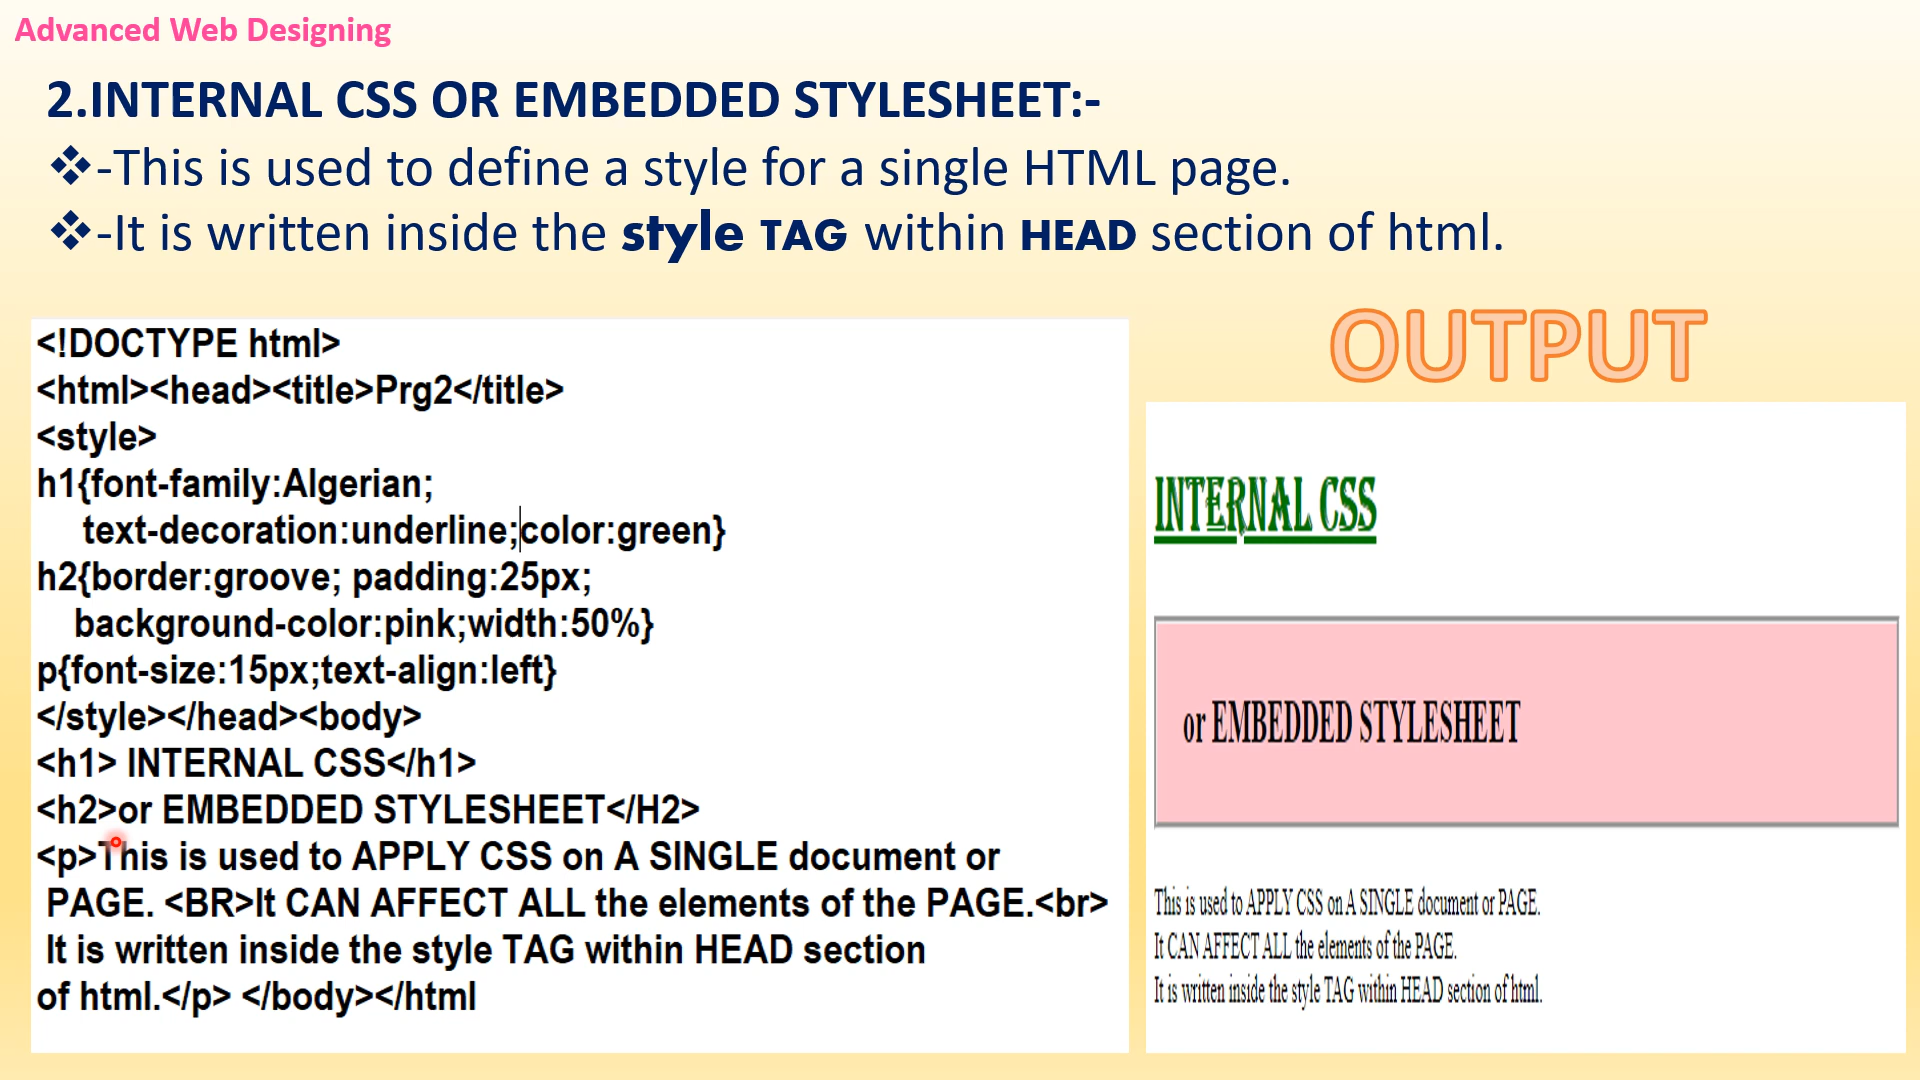 Advanced Web Designing
2.INTERNAL CSS OR EMBEDDED STYLESHEET:-
❖-This is used to define a style for a single HTML page.
❖-It is written inside the style TAG within HEAD section of html.
<!DOCTYPE html>
<html><head><title>Prg2</title>
<style>
h1{font-family:Algerian;
text-decoration:underline;color:green}
h2{border:groove; padding:25px;
background-color:pink;width:50%}
p{font-size:15px;text-align:left}
</style></head><body>
<h1> INTERNAL CSS</h1>
<h2>or EMBEDDED STYLESHEET</H2>
<p>This is used to APPLY CSS on A SINGLE document or
PAGE. <BR>It CAN AFFECT ALL the elements of the PAGE.<br>
It is written inside the style TAG within HEAD section
of html.</p> </body></html
OUTPUT
INTERNAL CSS
or EMBEDDED STYLESHEET
This is used to APPLY CSS on A SINGLE document or PAGE.
It CAN AFFECT ALL the elements of the PAGE.
It is written inside the style TAG within HEAD section of html.